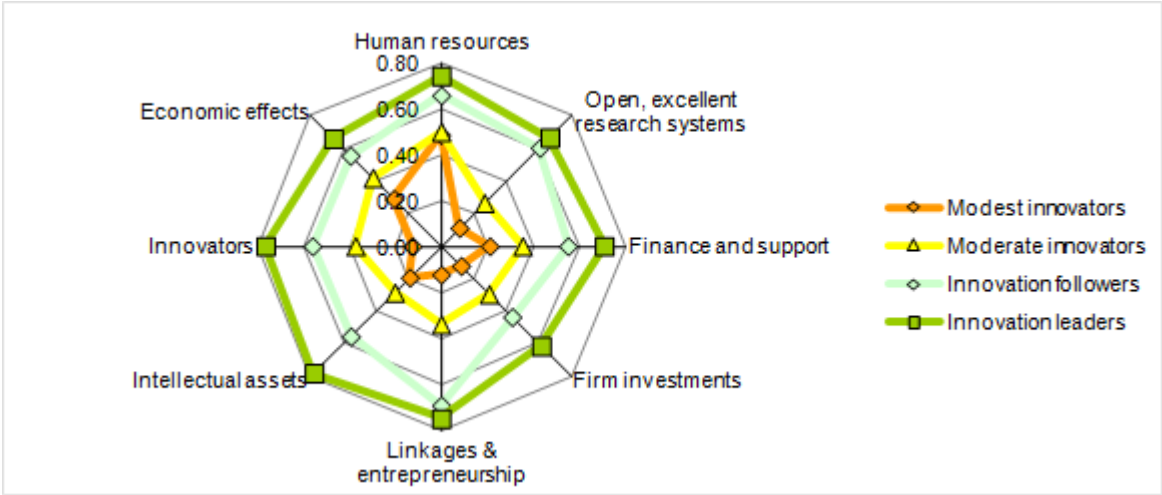 Human resources
0.80
Economic effects
0.60
Open, excellent
research systems
0.40
0.20
Innovators
0.00
Finance and support
Intellectual assets
Firm investments
Linkages &
entrepreneurship
Modest innovators
Moderate innovators
Innovation followers
Innovation leaders